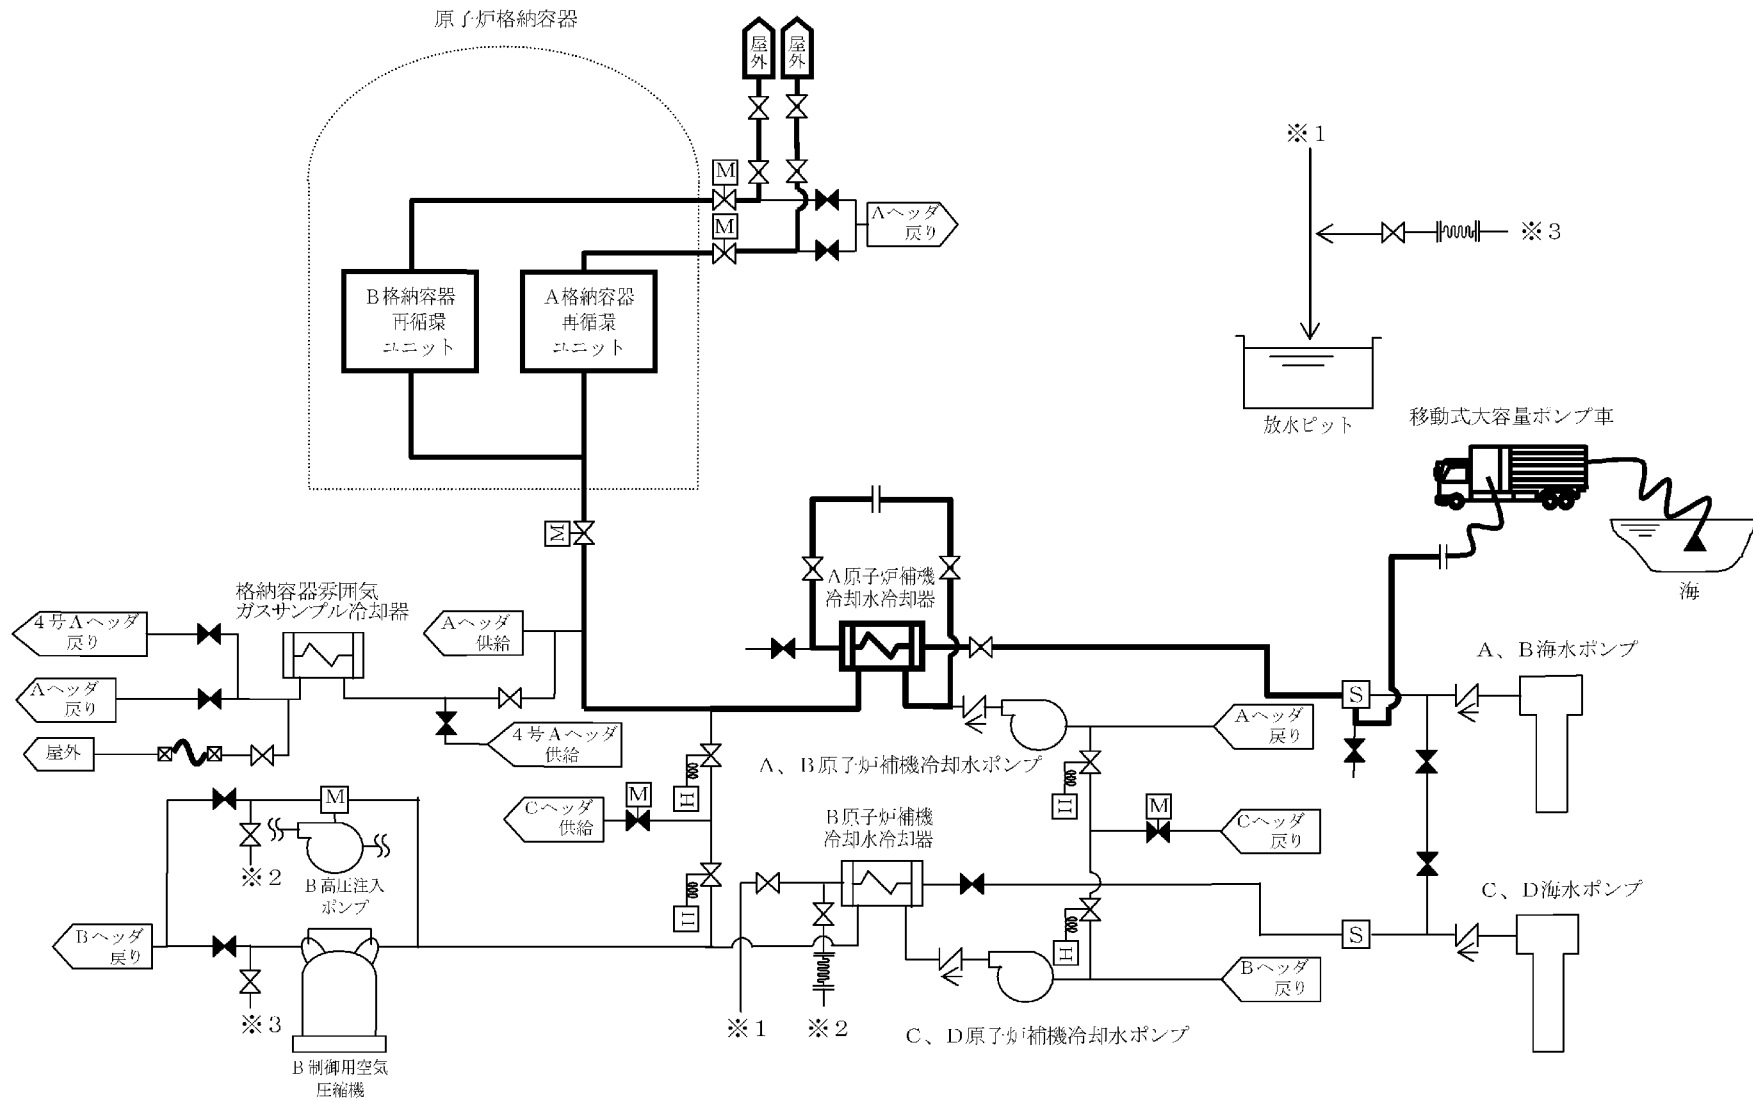 原子炉格納容器
屋外
屋外
※1
M
M
Aヘッダ
戻り
※3
B格納容器
再循環
ユニット
A格納容器
再循環
ユニット
放水ピット
移動式大容量ポンプ車
海
M
格納容器雰囲気
ガスサンプル冷却器
4号Aヘッダ
戻り
Aヘッダ
戻り
屋外
Aヘッダ
供給
4号Aヘッダ
供給
A原子炉補機
冷却水冷却器
A、B海水ポンプ
S
Aヘッダ
戻り
A、B原子炉補機冷却水ポンプ
H
H
M
Cヘッダ
供給
M
Cヘッダ
戻り
M
※2
B高圧注入
ポンプ
B原子炉補機
冷却水冷却器
C、D海水ポンプ
S
H
H
Bヘッダ
戻り
Bヘッダ
戻り
※3
※1
※2
C、D原子炉補機冷却水ポンプ
B制御用空気
圧縮機